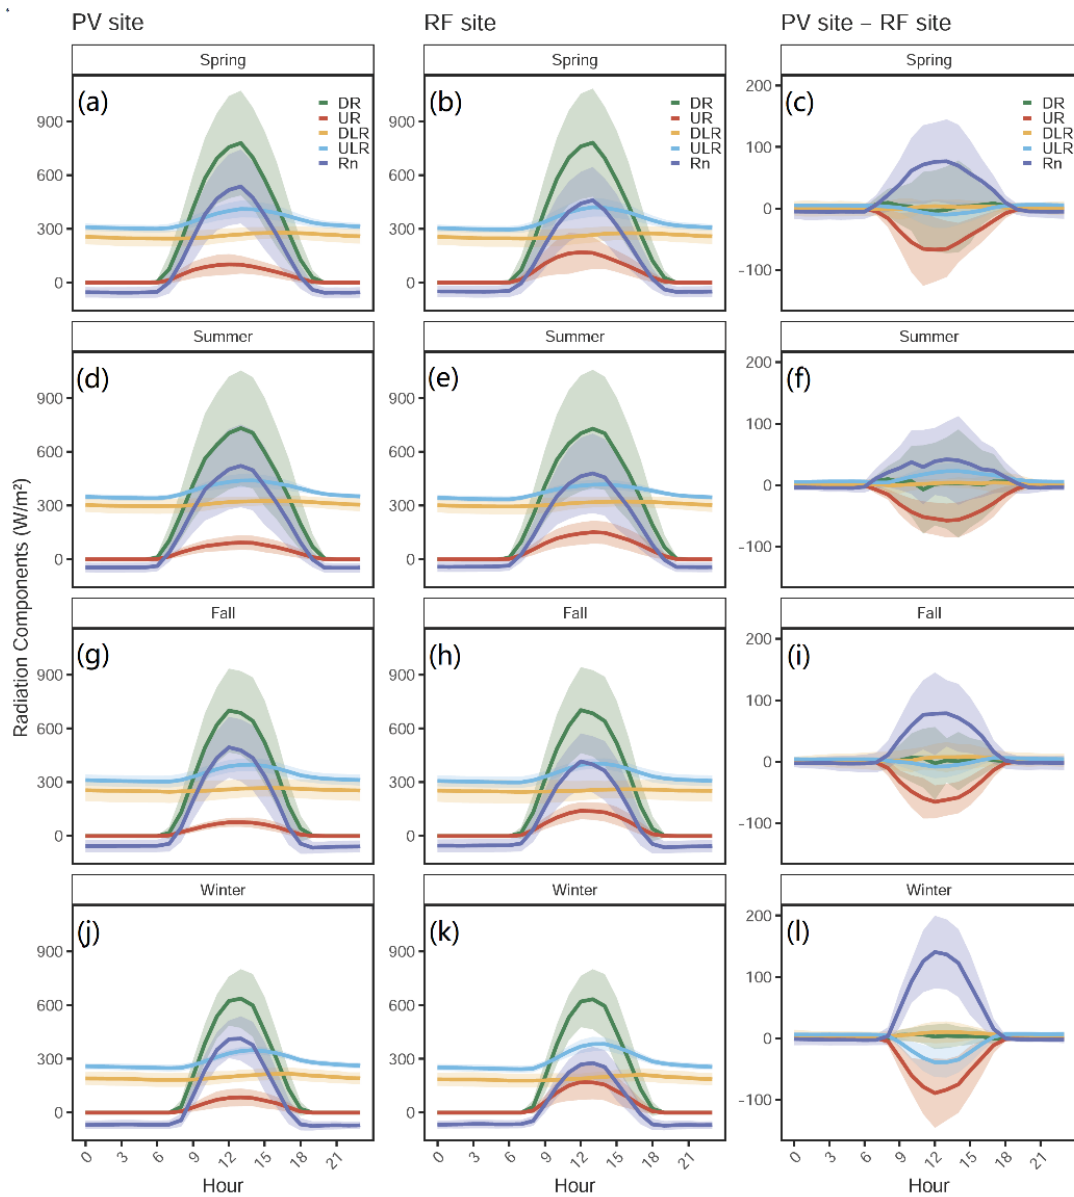 PV site RF site PV site − RF site
Spring Spring Spring
(a) (b) (c)
DR DR DR
UR UR UR
DLR DLR DLR
ULR ULR ULR
Rn Rn Rn
900 900 200
600 600 100
300 300 0
0 0 -100
Summer Summer Summer
(d) (e) (f)
900 900 200
600 600 100
300 300 0
0 0 -100
Radiation Components (W/m²)
Fall Fall Fall
(g) (h) (i)
900 900 200
600 600 100
300 300 0
0 0 -100
Winter Winter Winter
(j) (k) (l)
900 900 200
600 600 100
300 300 0
0 0 -100
0 3 6 9 12 15 18 21 0 3 6 9 12 15 18 21 0 3 6 9 12 15 18 21
Hour Hour Hour